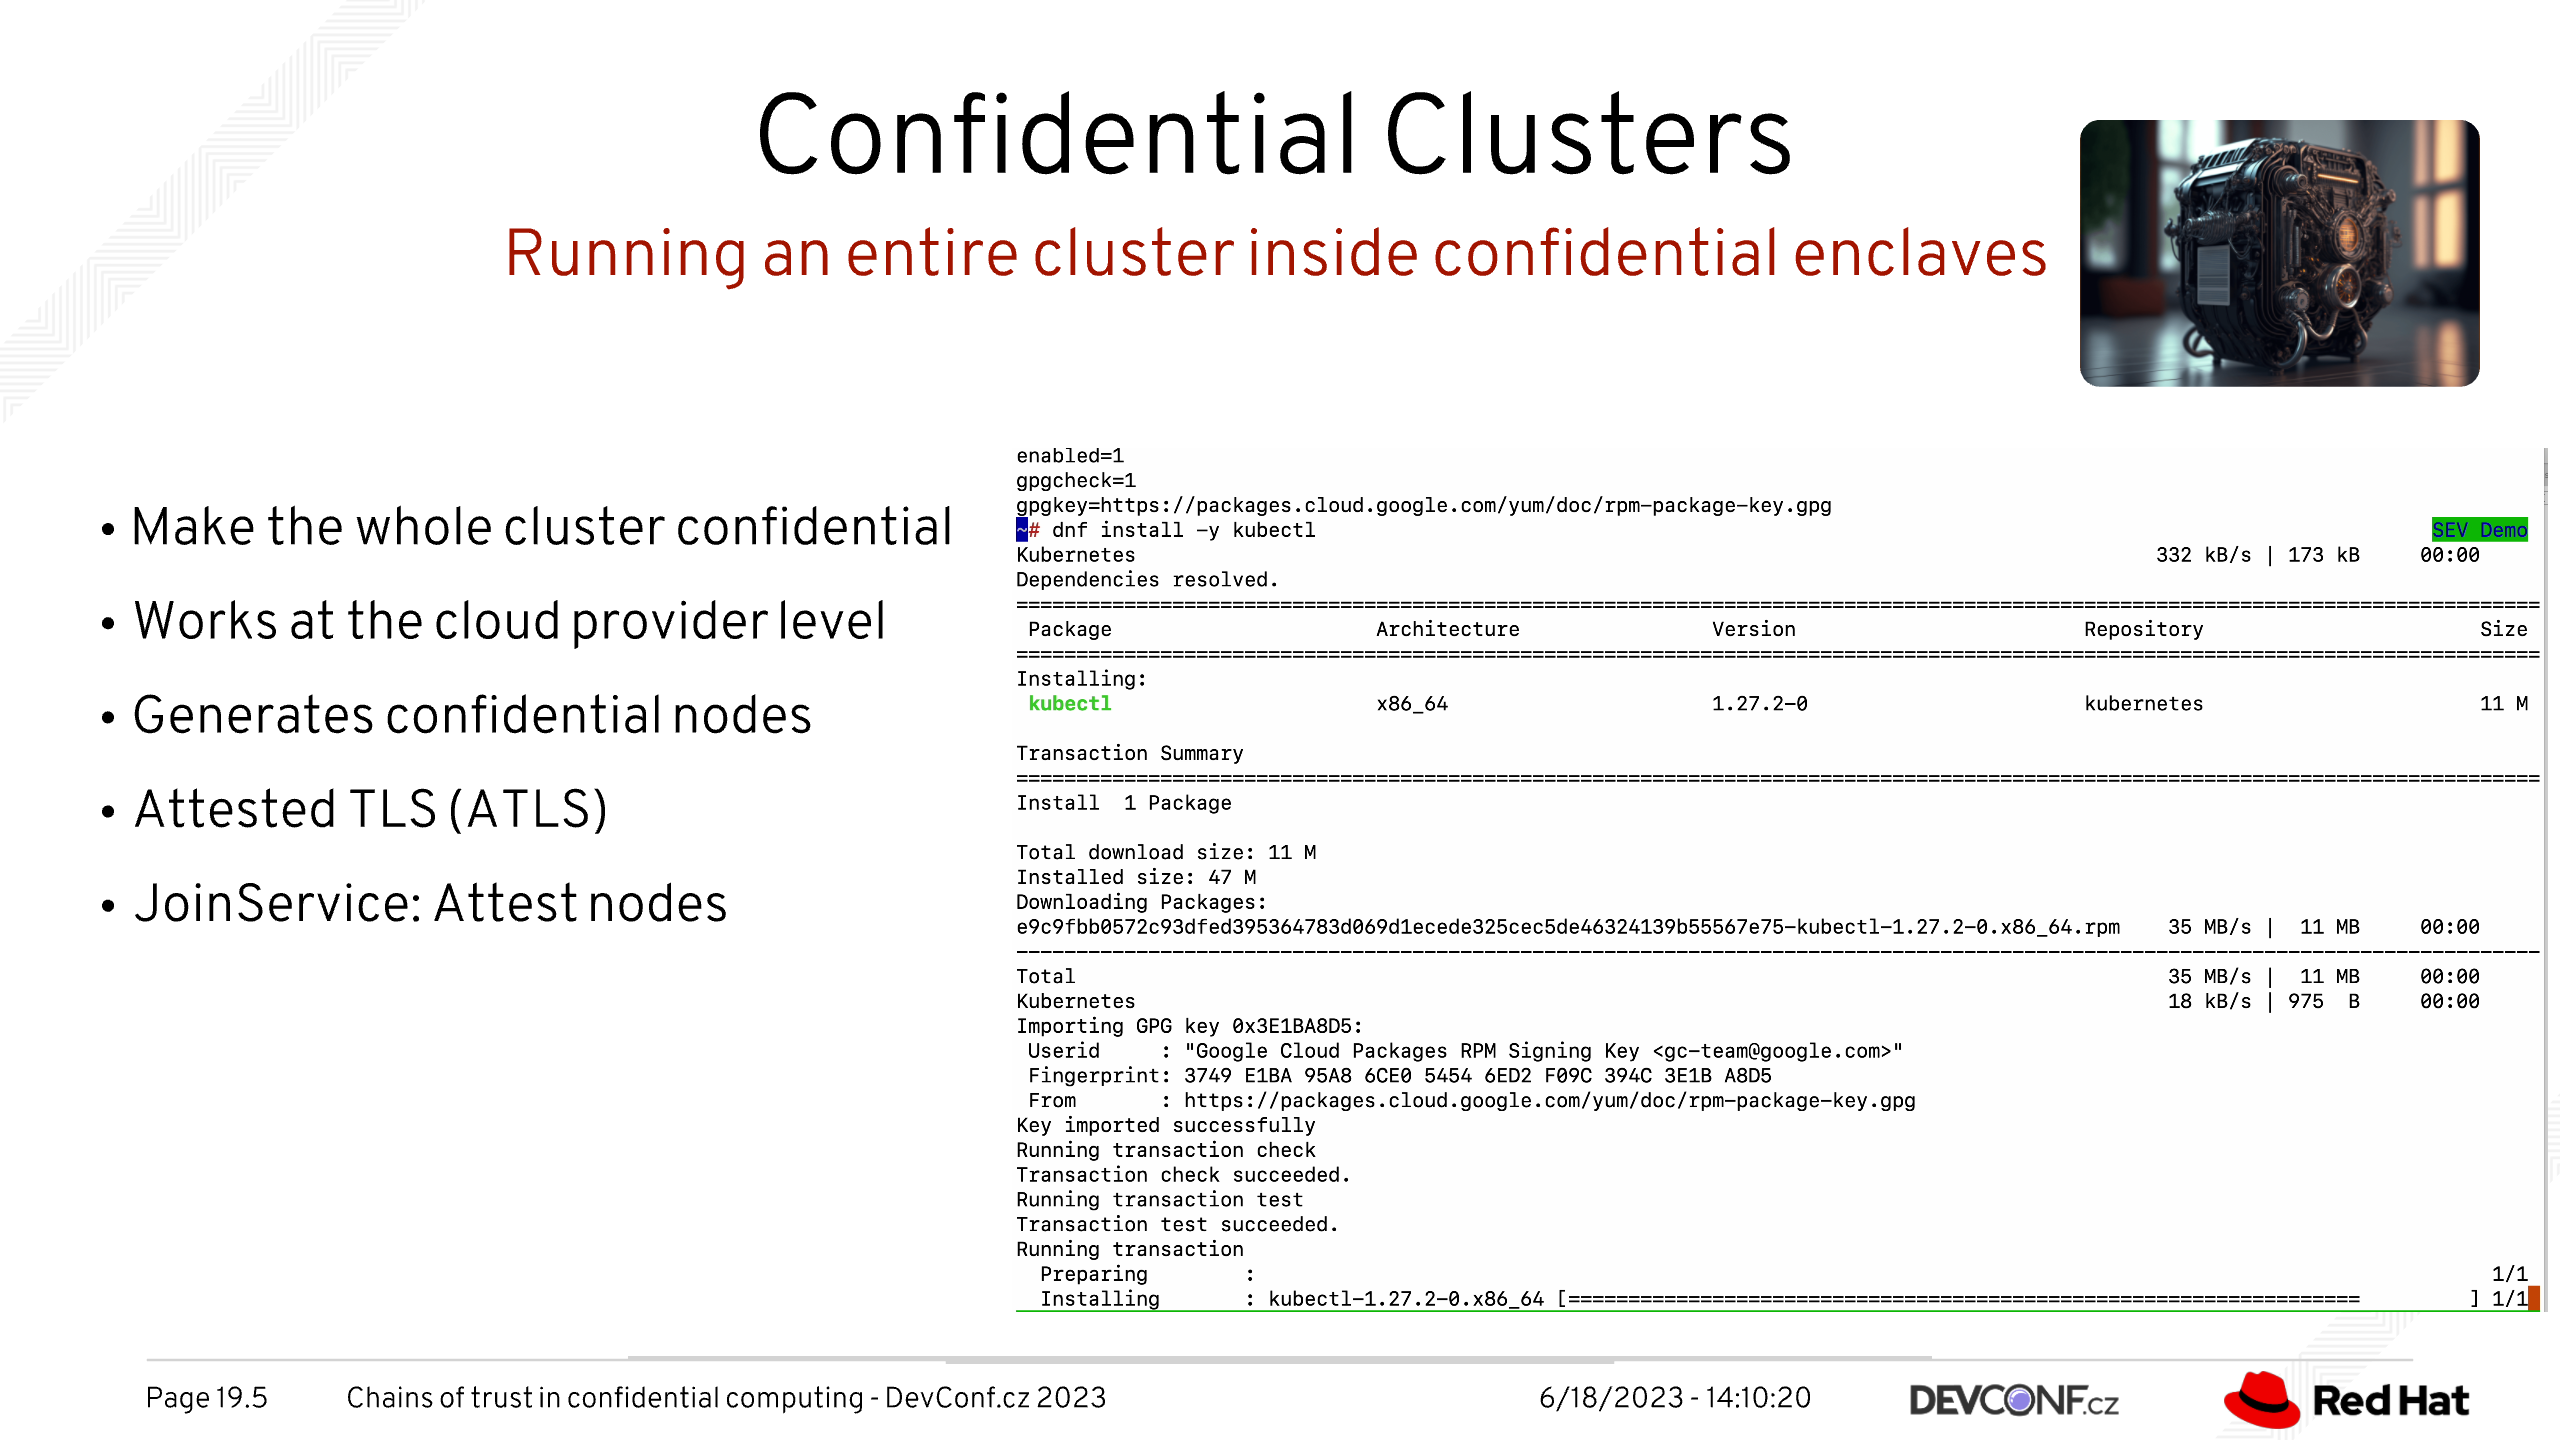 Confidential Clusters
Running an entire cluster inside confidential enclaves
• Make the whole cluster confidential
• Works at the cloud provider level
• Generates confidential nodes
• Attested TLS (ATLS)
• JoinService: Attest nodes
enabled=1
gpgcheck=1
gpgkey=https://packages.cloud.google.com/yum/doc/rpm-package-key.gpg
~# dnf install -y kubectl SEV Demo
Kubernetes 332 kB/s | 173 kB 00:00
Dependencies resolved.
Package Architecture Version Repository Size
Installing:
kubectl x86_64 1.27.2-0 kubernetes 11 M
Transaction Summary
Install 1 Package
Total download size: 11 M
Installed size: 47 M
Downloading Packages:
e9c9fbb0572c93dfed395364783d069d1ecede325cec5de46324139b55567e75-kubectl-1.27.2-0.x86_64.rpm 35 MB/s | 11 MB 00:00
Total 35 MB/s | 11 MB 00:00
Kubernetes 18 kB/s | 975 B 00:00
Importing GPG key 0x3E1BA8D5:
Userid : "Google Cloud Packages RPM Signing Key <gc-team@google.com>"
Fingerprint: 3749 E1BA 95A8 6CE0 5454 6ED2 F09C 394C 3E1B A8D5
From : https://packages.cloud.google.com/yum/doc/rpm-package-key.gpg
Key imported successfully
Running transaction check
Transaction check succeeded.
Running transaction test
Transaction test succeeded.
Running transaction
Preparing : 1/1
Installing : kubectl-1.27.2-0.x86_64 [================================================================== ] 1/1
Page 19.5 Chains of trust in confidential computing - DevConf.cz 2023 6/18/2023 - 14:10:20 DEVCONF.cz Red Hat